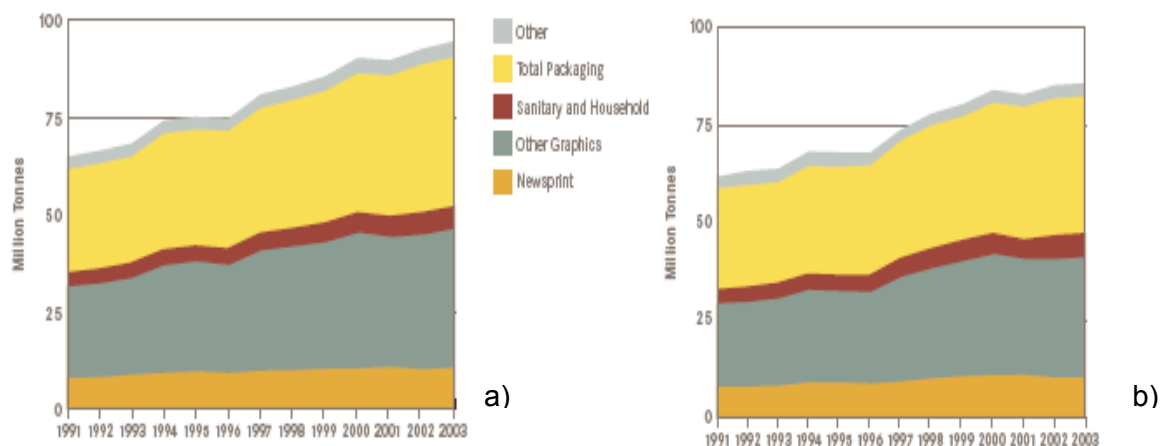 100
75
50
25
0
Million Tonnes
1991 1992 1993 1994 1995 1996 1997 1998 1999 2000 2001 2002 2003
a)
Other
Total Packaging
Sanitary and Household
Other Graphics
Newsprint
100
75
50
25
0
Million Tonnes
1991 1992 1993 1994 1995 1996 1997 1998 1999 2000 2001 2002 2003
b)